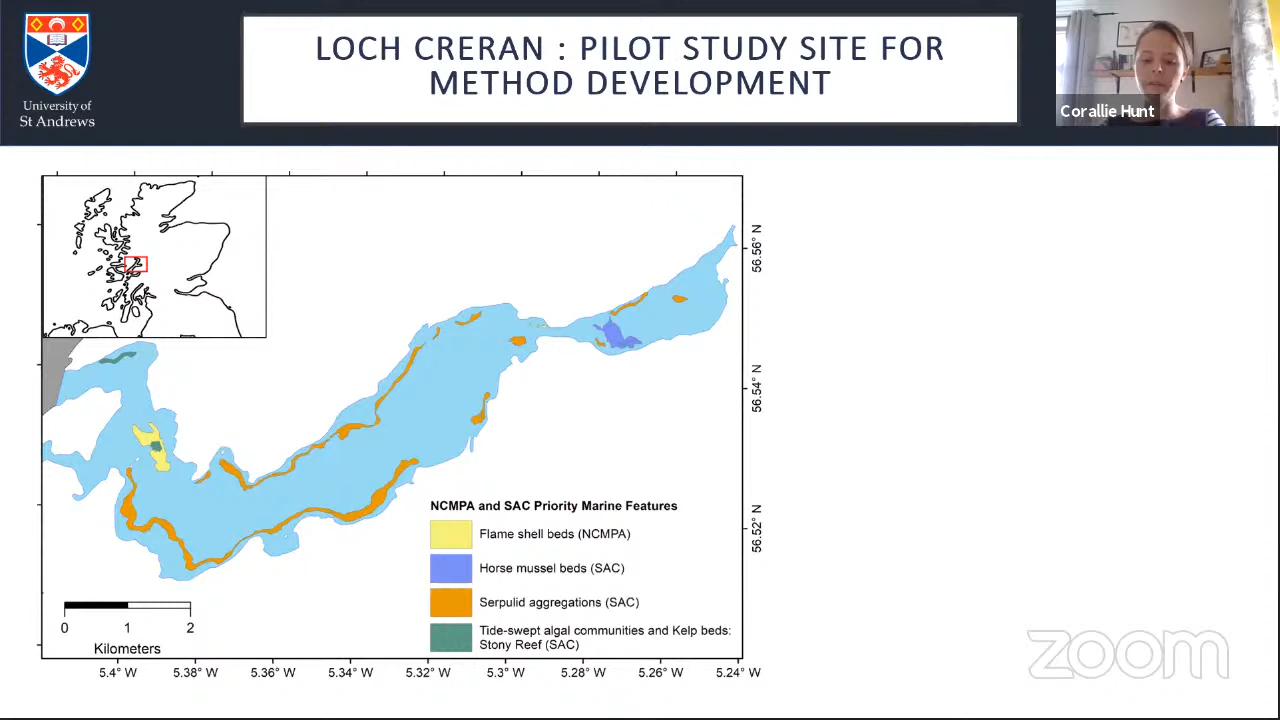 University of
St Andrews
LOCH CRERAN : PILOT STUDY SITE FOR
METHOD DEVELOPMENT
Corallie Hunt
56.56° N
56.54° N
56.52° N
NCMPA and SAC Priority Marine Features
Flame shell beds (NCMPA)
Horse mussel beds (SAC)
Serpulid aggregations (SAC)
Tide-swept algal communities and Kelp beds:
Stony Reef (SAC)
0 1 2
Kilometers
5.4° W 5.38° W 5.36° W 5.34° W 5.32° W 5.3° W 5.28° W 5.26° W 5.24° W
zoom